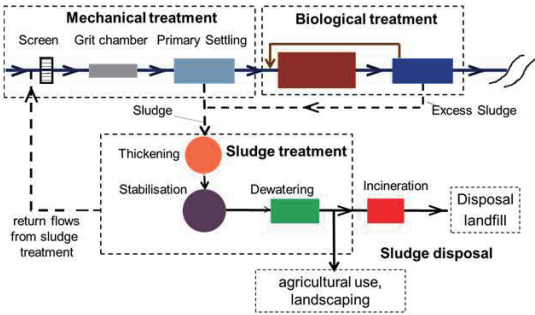 Mechanical treatment
Biological treatment
Screen
Grit chamber
Primary Settling
Sludge
Excess Sludge
Thickening
Sludge treatment
Stabilisation
Dewatering
Incineration
Disposal
landfill
return flows
from sludge
treatment
Sludge disposal
agricultural use,
landscaping